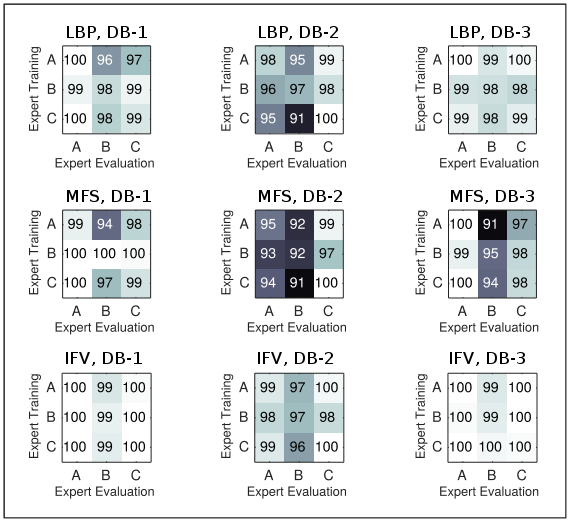 LBP, DB-1 LBP, DB-2 LBP, DB-3
Expert Training Expert Training Expert Training
A 100 96 97 A 98 95 99 A 100 99 100
B 99 98 99 B 96 97 98 B 99 98 98
C 100 98 99 C 95 91 100 C 99 98 99
A B C A B C A B C
Expert Evaluation Expert Evaluation Expert Evaluation
MFS, DB-1 MFS, DB-2 MFS, DB-3
Expert Training Expert Training Expert Training
A 99 94 98 A 95 92 99 A 100 91 97
B 100 100 100 B 93 92 97 B 99 95 98
C 100 97 99 C 94 91 100 C 100 94 98
A B C A B C A B C
Expert Evaluation Expert Evaluation Expert Evaluation
IFV, DB-1 IFV, DB-2 IFV, DB-3
Expert Training Expert Training Expert Training
A 100 99 100 A 99 97 100 A 100 99 100
B 100 99 100 B 98 97 98 B 100 99 100
C 100 99 100 C 99 96 100 C 100 100 100
A B C A B C A B C
Expert Evaluation Expert Evaluation Expert Evaluation